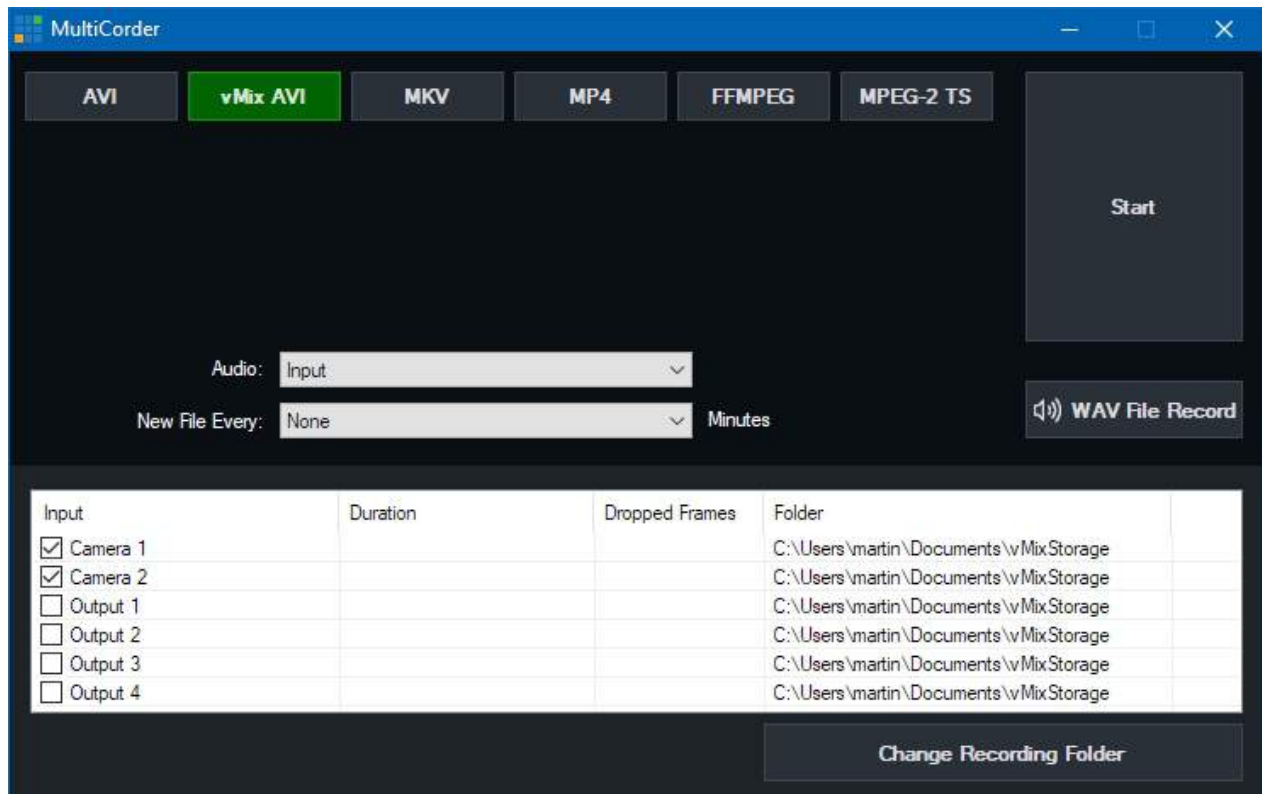 MultiCorder
AVI vMix AVI MKV MP4 FFMPEG MPEG-2 TS
Start
Audio: Input
New File Every: None Minutes
WAV File Record
Input Duration Dropped Frames Folder
Camera 1 C:\Users\martin\Documents\vMixStorage
Camera 2 C:\Users\martin\Documents\vMixStorage
Output 1 C:\Users\martin\Documents\vMixStorage
Output 2 C:\Users\martin\Documents\vMixStorage
Output 3 C:\Users\martin\Documents\vMixStorage
Output 4 C:\Users\martin\Documents\vMixStorage
Change Recording Folder